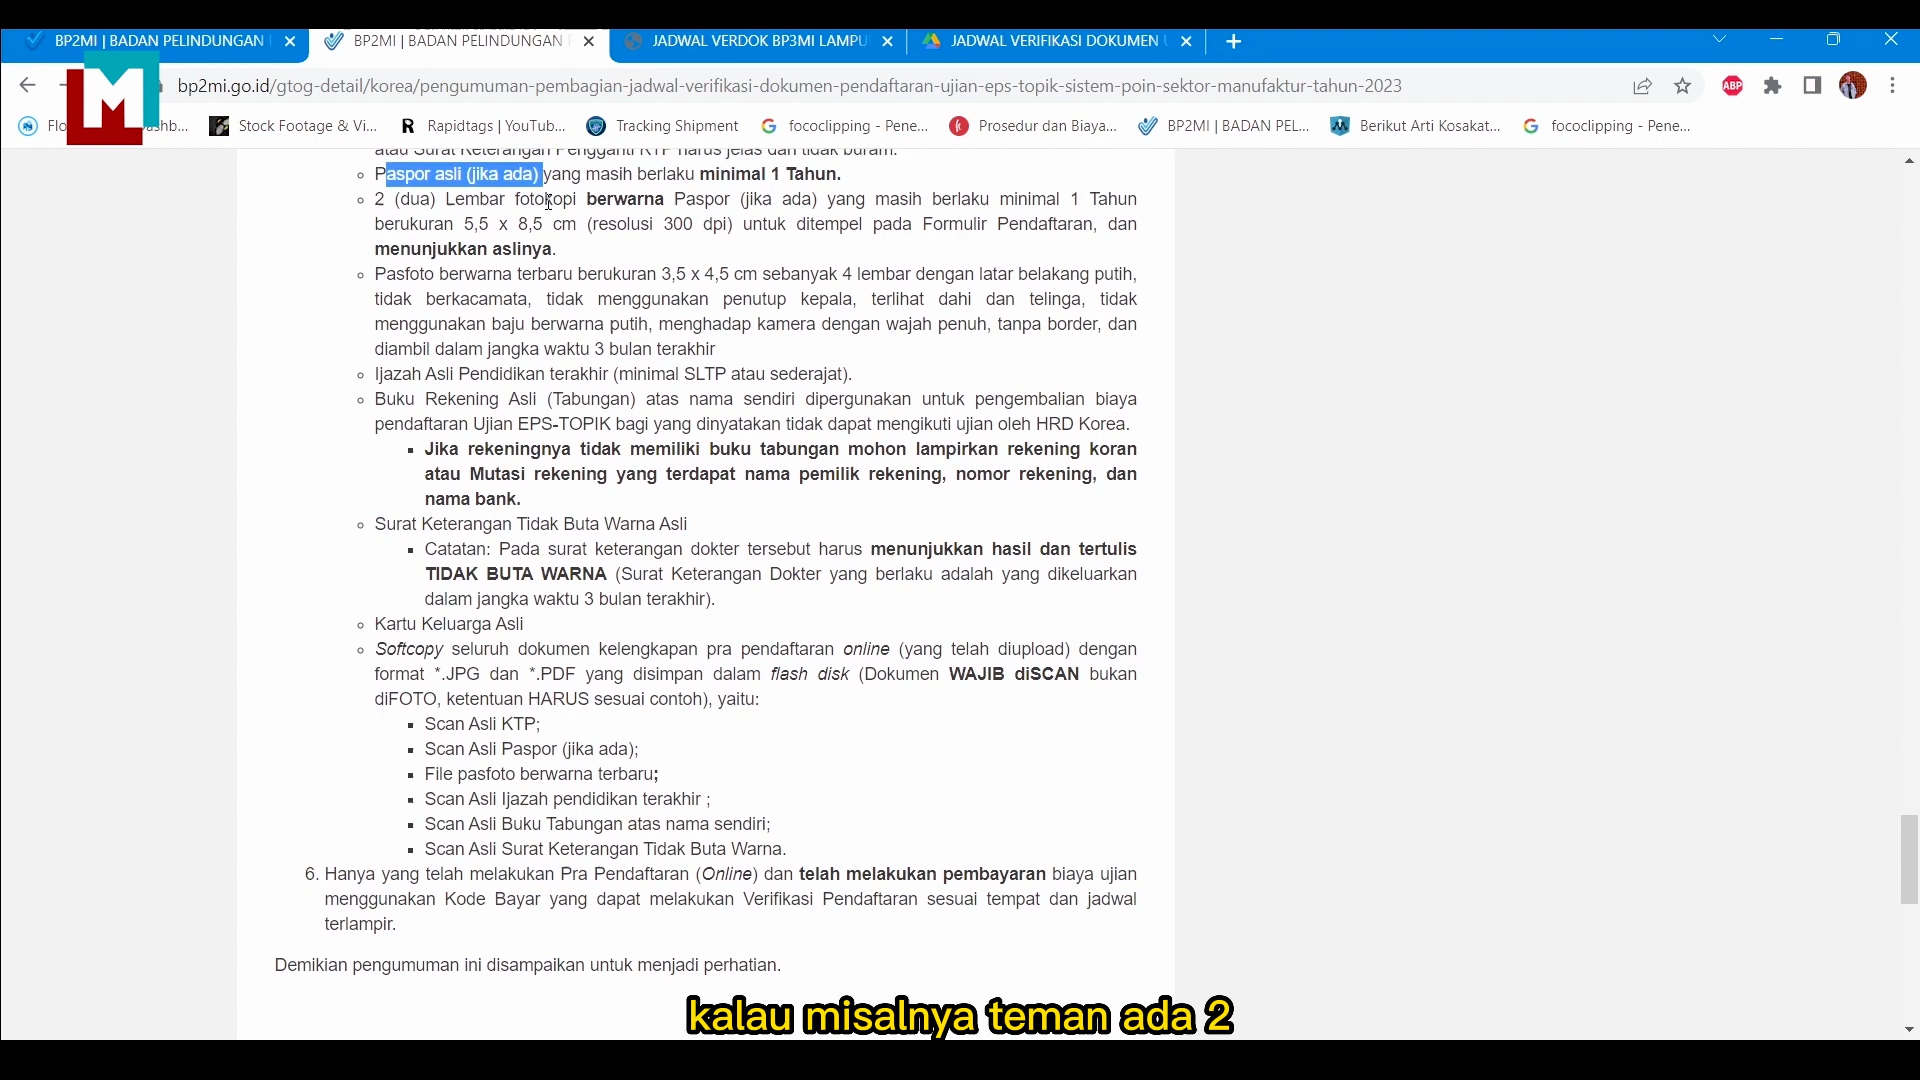 BP2MI | BADAN PELINDUNGAN
BP2MI | BADAN PELINDUNGAN
JADWAL VERDOK BP3MI LAMPU
JADWAL VERIFIKASI DOKUMEN
M
bp2mi.go.id/gtog-detail/korea/pengumuman-pembagian-jadwal-verifikasi-dokumen-pendaftaran-ujian-eps-topik-sistem-poin-sektor-manufaktur-tahun-2023
ABP
Stock Footage & Vi...
Rapidtags | YouTub...
Tracking Shipment
fococlipping - Pene...
Prosedur dan Biaya...
BP2MI | BADAN PEL...
Berikut Arti Kosakat...
fococlipping - Pene...
atau Surat Keterangan Pengganti KTP harus jelas dan tidak buram.
Paspor asli (jika ada) yang masih berlaku minimal 1 Tahun.
2 (dua) Lembar fotokopi berwarna Paspor (jika ada) yang masih berlaku minimal 1 Tahun
berukuran 5,5 x 8,5 cm (resolusi 300 dpi) untuk ditempel pada Formulir Pendaftaran, dan
menunjukkan aslinya.
Pasfoto berwarna terbaru berukuran 3,5 x 4,5 cm sebanyak 4 lembar dengan latar belakang putih,
tidak berkacamata, tidak menggunakan penutup kepala, terlihat dahi dan telinga, tidak
menggunakan baju berwarna putih, menghadap kamera dengan wajah penuh, tanpa border, dan
diambil dalam jangka waktu 3 bulan terakhir
Ijazah Asli Pendidikan terakhir (minimal SLTP atau sederajat).
Buku Rekening Asli (Tabungan) atas nama sendiri dipergunakan untuk pengembalian biaya
pendaftaran Ujian EPS-TOPIK bagi yang dinyatakan tidak dapat mengikuti ujian oleh HRD Korea.
Jika rekeningnya tidak memiliki buku tabungan mohon lampirkan rekening koran
atau Mutasi rekening yang terdapat nama pemilik rekening, nomor rekening, dan
nama bank.
Surat Keterangan Tidak Buta Warna Asli
Catatan: Pada surat keterangan dokter tersebut harus menunjukkan hasil dan tertulis
TIDAK BUTA WARNA (Surat Keterangan Dokter yang berlaku adalah yang dikeluarkan
dalam jangka waktu 3 bulan terakhir).
Kartu Keluarga Asli
Softcopy seluruh dokumen kelengkapan pra pendaftaran online (yang telah diupload) dengan
format *.JPG dan *.PDF yang disimpan dalam flash disk (Dokumen WAJIB diSCAN bukan
diFOTO, ketentuan HARUS sesuai contoh), yaitu:
Scan Asli KTP;
Scan Asli Paspor (jika ada);
File pasfoto berwarna terbaru;
Scan Asli Ijazah pendidikan terakhir ;
Scan Asli Buku Tabungan atas nama sendiri;
Scan Asli Surat Keterangan Tidak Buta Warna.
6. Hanya yang telah melakukan Pra Pendaftaran (Online) dan telah melakukan pembayaran biaya ujian
menggunakan Kode Bayar yang dapat melakukan Verifikasi Pendaftaran sesuai tempat dan jadwal
terlampir.
Demikian pengumuman ini disampaikan untuk menjadi perhatian.
kalau misalnya teman ada 2